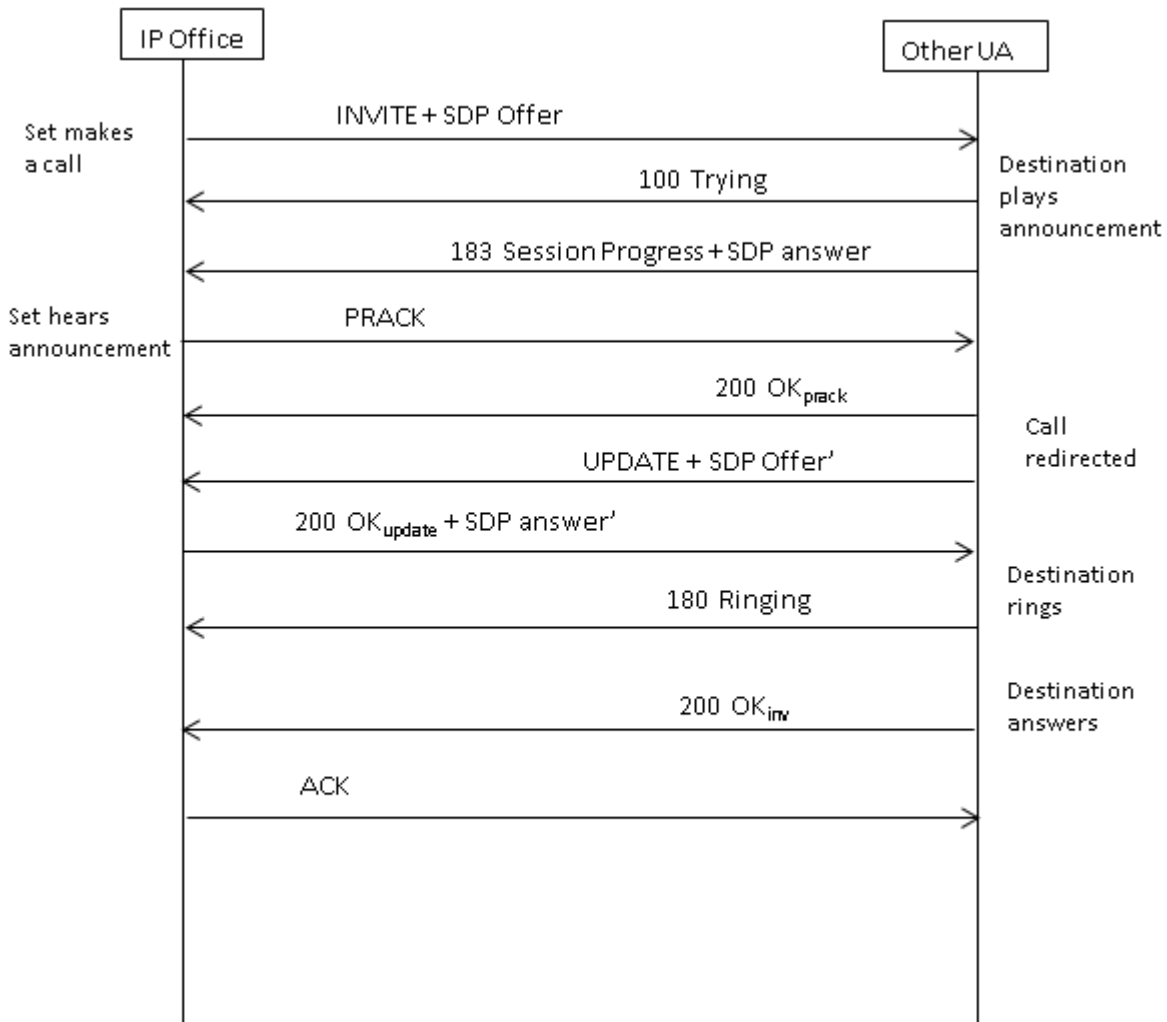 IP Office
Other UA
INVITE + SDP Offer
Set makes
a call
100 Trying
Destination
plays
announcement
183 Session Progress + SDP answer
Set hears
announcement
PRACK
200 OKprack
Call
redirected
UPDATE + SDP Offer'
200 OKupdate + SDP answer'
Destination
rings
180 Ringing
Destination
answers
200 OKinv
ACK